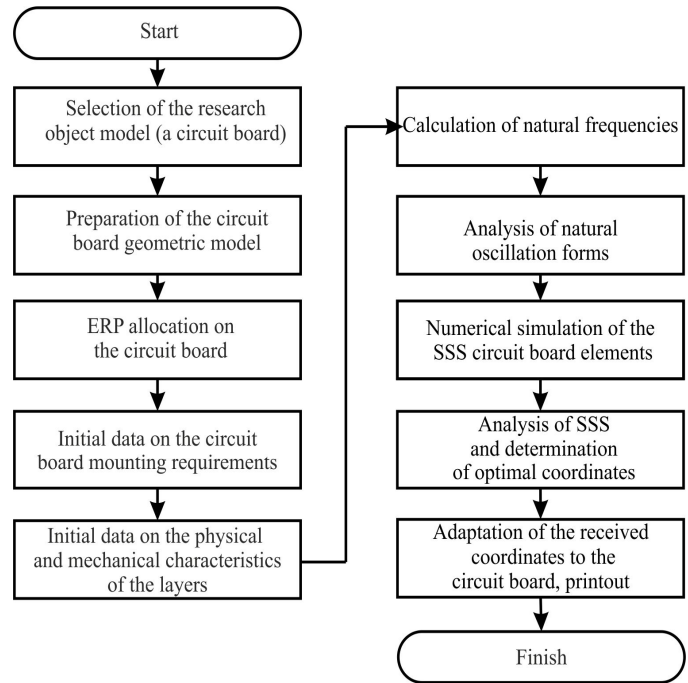 Start
Selection of the research
object model (a circuit board)
Preparation of the circuit
board geometric model
ERP allocation on
the circuit board
Initial data on the circuit
board mounting requirements
Initial data on the physical
and mechanical characteristics
of the layers
Calculation of natural frequencies
Analysis of natural
oscillation forms
Numerical simulation of the
SSS circuit board elements
Analysis of SSS
and determination
of optimal coordinates
Adaptation of the received
coordinates to the
circuit board, printout
Finish